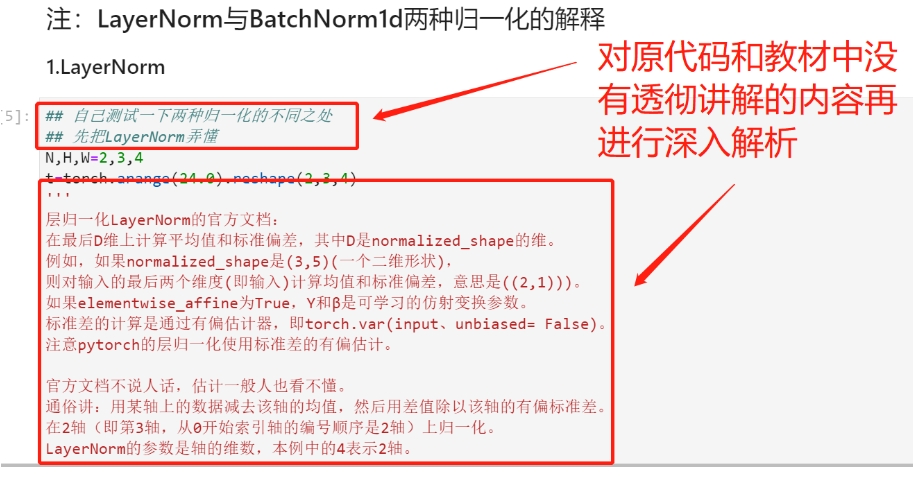 注：LayerNorm与BatchNorm1d两种归一化的解释
1.LayerNorm
对原代码和教材中没
有透彻讲解的内容再
进行深入解析
5]:
## 自己测试一下两种归一化的不同之处
## 先把LayerNorm弄懂
N,H,W=2,3,4
t=torch.arange(24.0).reshape(2,3,4)
'''
层归一化LayerNorm的官方文档：
在最后D维上计算平均值和标准偏差，其中D是normalized_shape的维。
例如，如果normalized_shape是(3,5)(一个二维形状)，
则对输入的最后两个维度(即输入)计算均值和标准偏差，意思是((2,1)))。
如果elementwise_affine为True，Y和β是可学习的仿射变换参数。
标准差的计算是通过有偏估计器，即torch.var(input、unbiased= False)。
注意pytorch的层归一化使用标准差的有偏估计。
官方文档不说人话，估计一般人也看不懂。
通俗讲：用某轴上的数据减去该轴的均值，然后用差值除以该轴的有偏标准差。
在2轴（即第3轴，从0开始索引轴的编号顺序是2轴）上归一化。
LayerNorm的参数是轴的维数，本例中的4表示2轴。